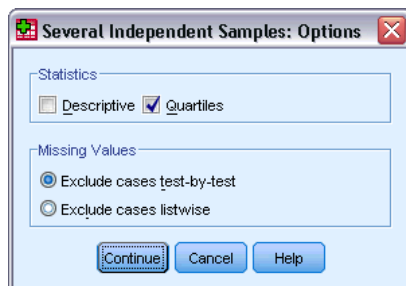 Several Independent Samples: Options
Statistics
Descriptive Quartiles
Missing Values
Exclude cases test-by-test
Exclude cases listwise
Continue Cancel Help